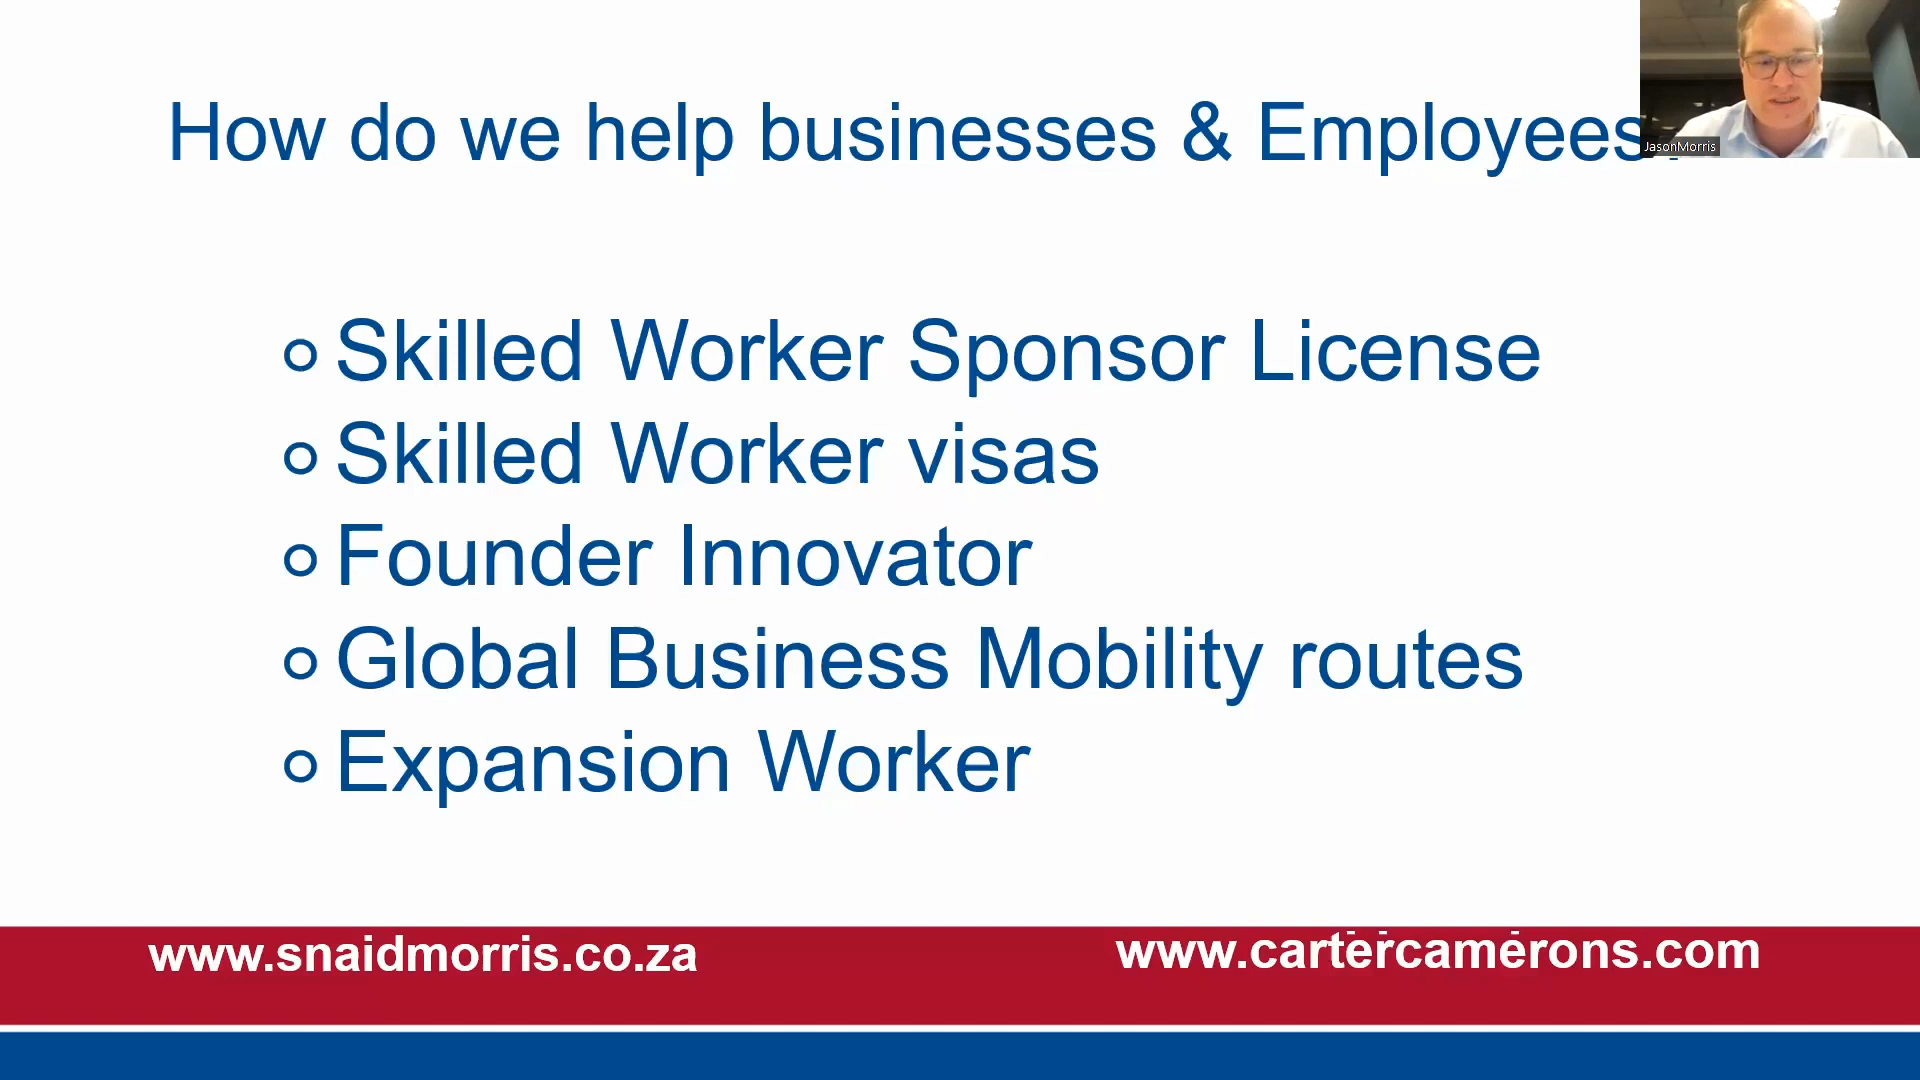 How do we help businesses & Employees
JasonMorris
Skilled Worker Sponsor License
Skilled Worker visas
Founder Innovator
Global Business Mobility routes
Expansion Worker
www.snaidmorris.co.za
www.cartercamerons.com